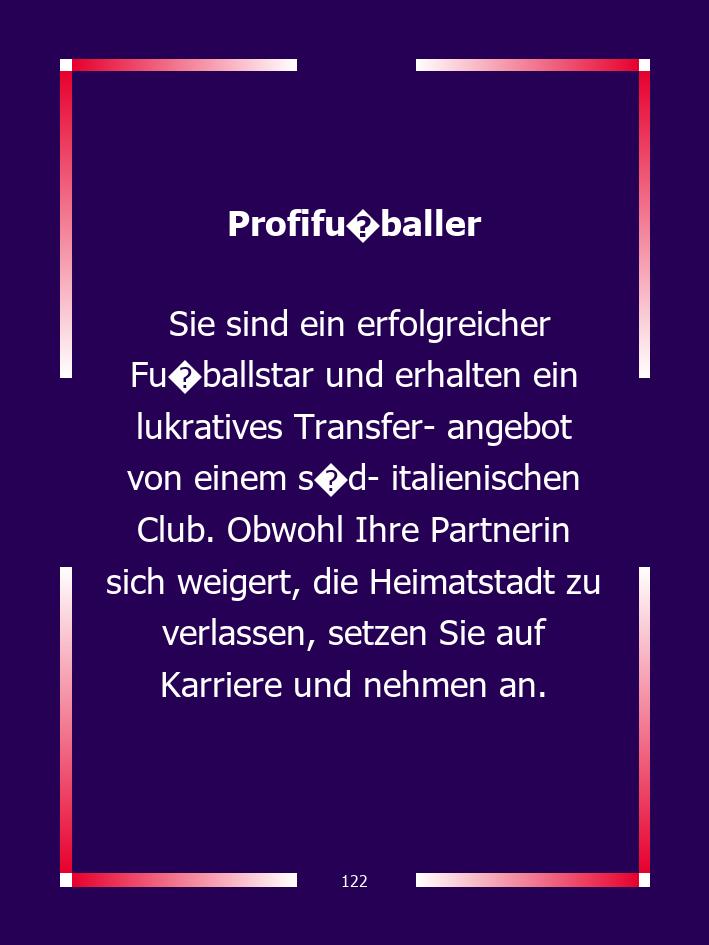 Profifu�baller
Sie sind ein erfolgreicher
Fu�ballstar und erhalten ein
lukratives Transfer- angebot
von einem s�d- italienischen
Club. Obwohl Ihre Partnerin
sich weigert, die Heimatstadt zu
verlassen, setzen Sie auf
Karriere und nehmen an.
122